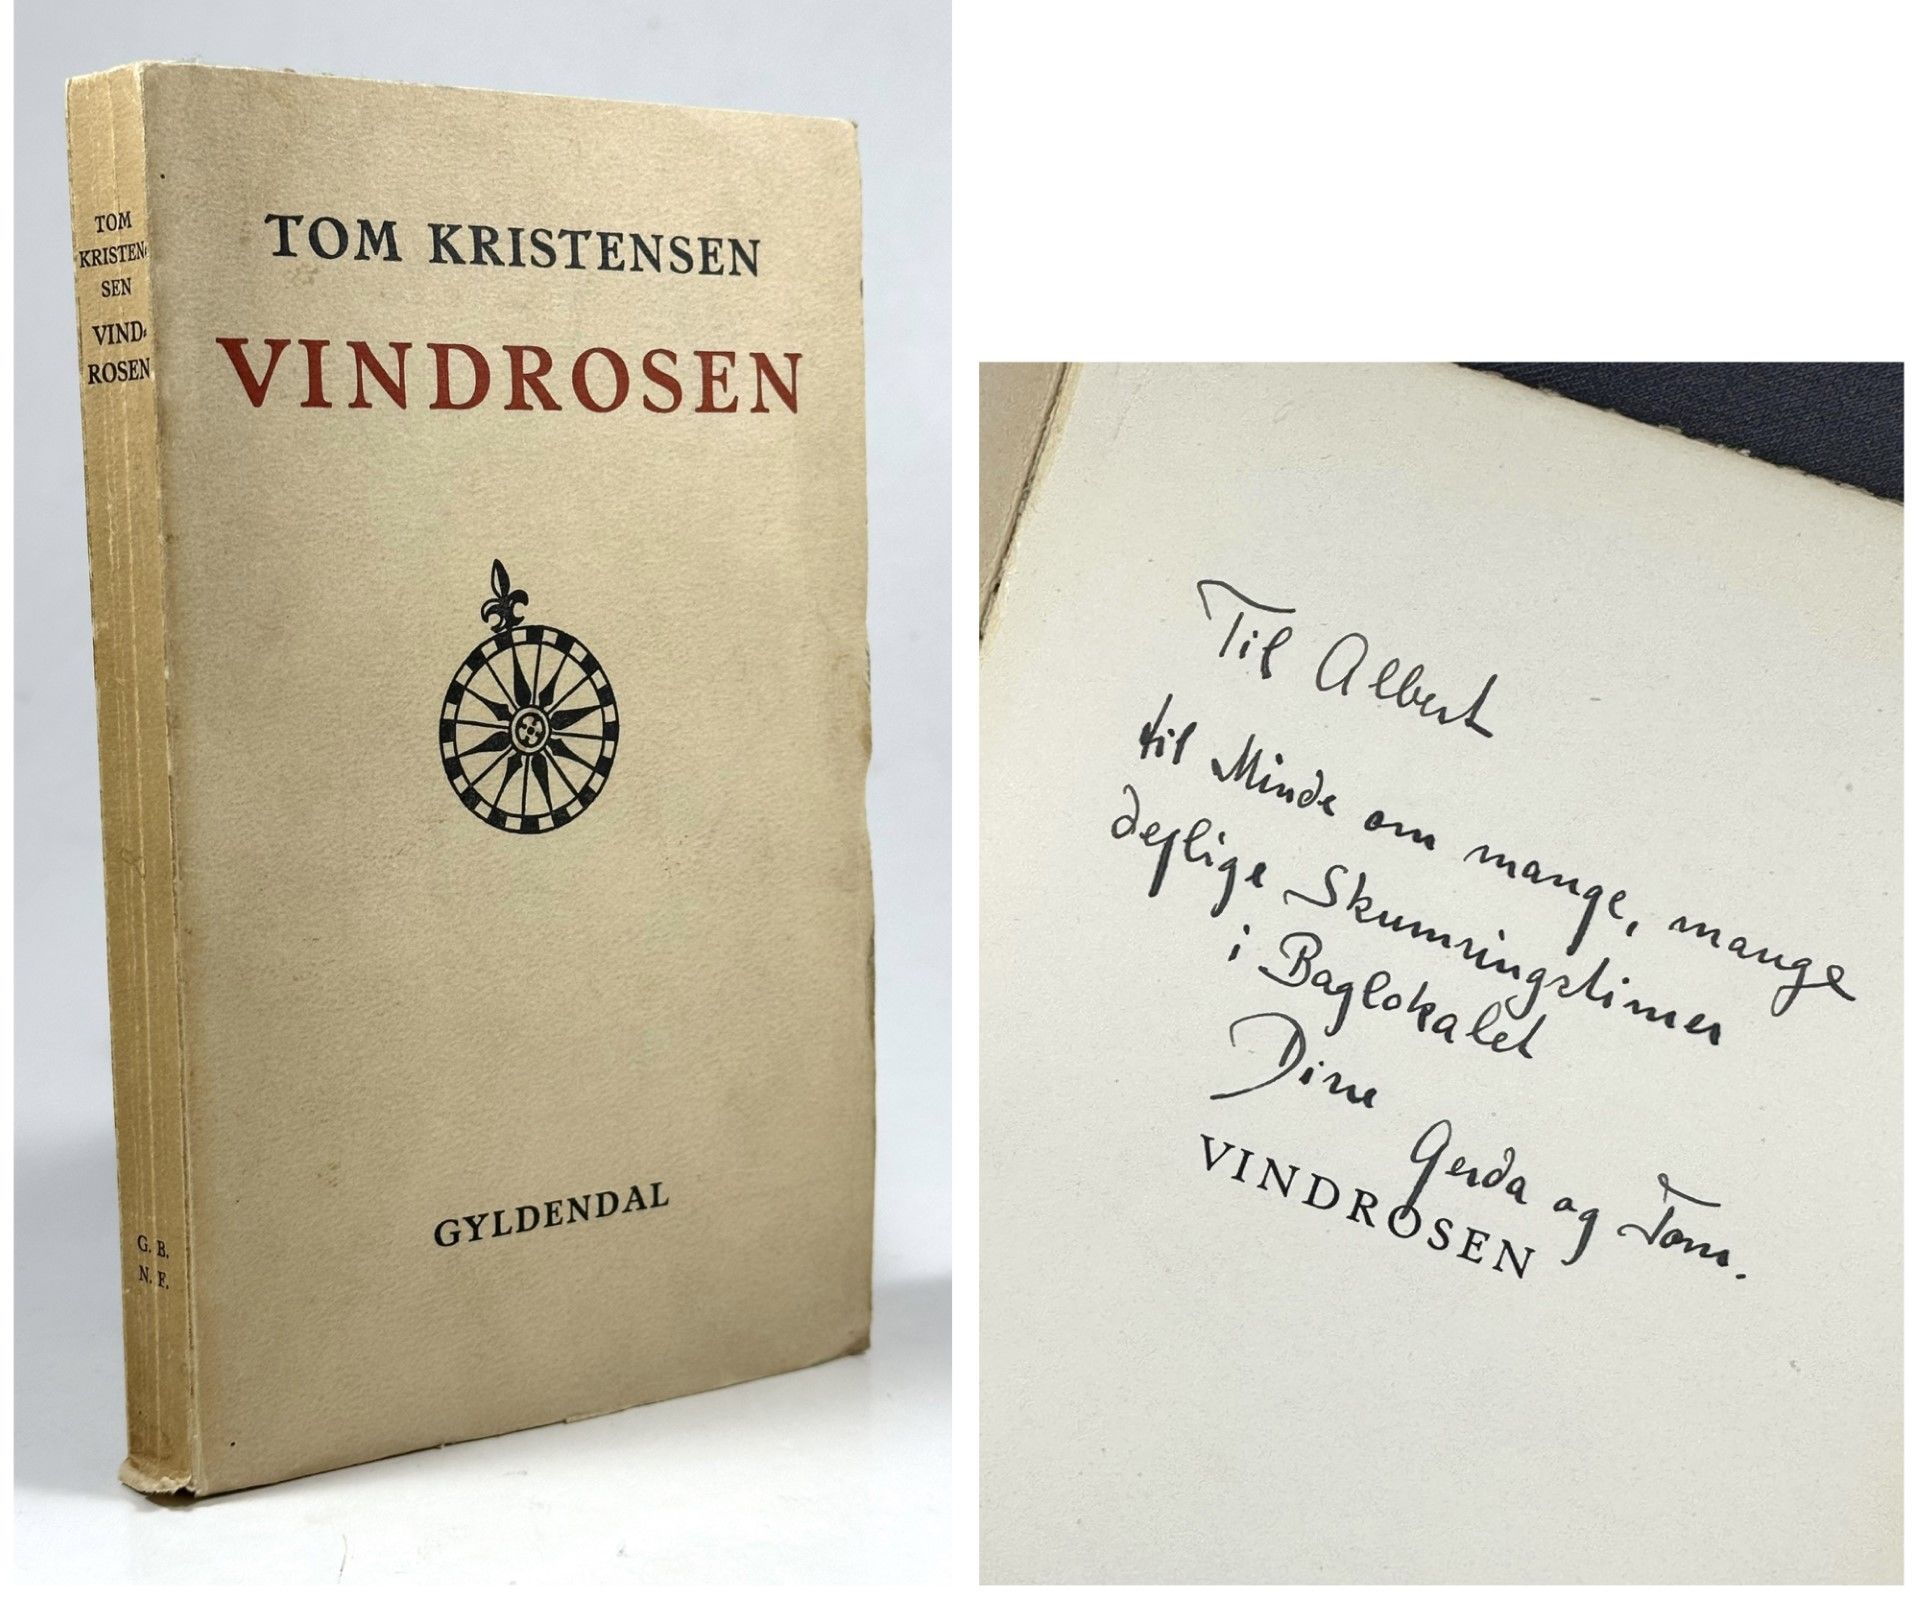 TOM
KRISTEN-
SEN
VIND-
ROSEN
G. B.
N. F.
TOM KRISTENSEN
VINDROSEN
GYLDENDAL
Til Albert
til Minde om mange, mange
dejlige Skumringstimer
i Baglokalet
Dine Gerda og Tom.
VINDROSEN